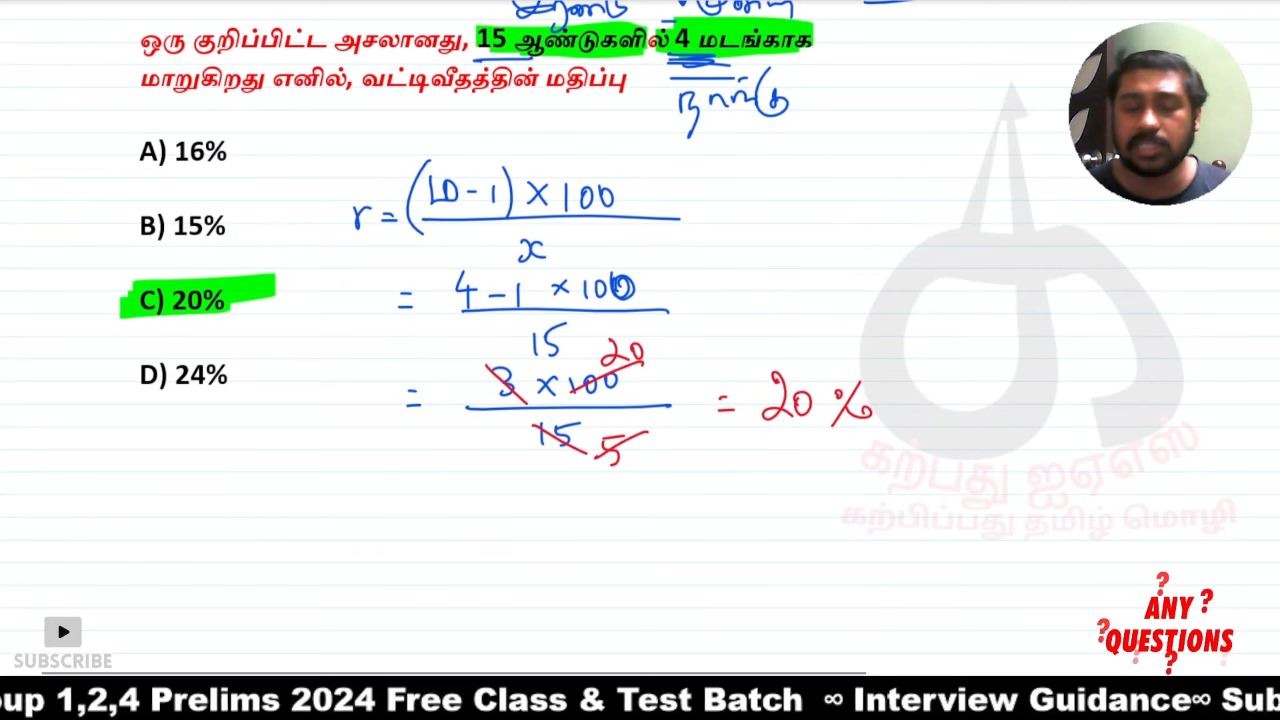 ஒரு குறிப்பிட்ட அசலானது, 15 ஆண்டுகளில் 4 மடங்காக
மாறுகிறது எனில், வட்டிவீதத்தின் மதிப்பு
நான்கு
A) 16%
B) 15%
C) 20%
D) 24%
r = (ம - 1) × 100
x
= 4 - 1 × 100
15
20
= 3 × 100 = 20 %
15 5
கற்பது ஐஏஎஸ்
கற்பிப்பது தமிழ் மொழி
ANY
QUESTIONS
SUBSCRIBE
oup 1,2,4 Prelims 2024 Free Class & Test Batch ∞ Interview Guidance∞ Sub